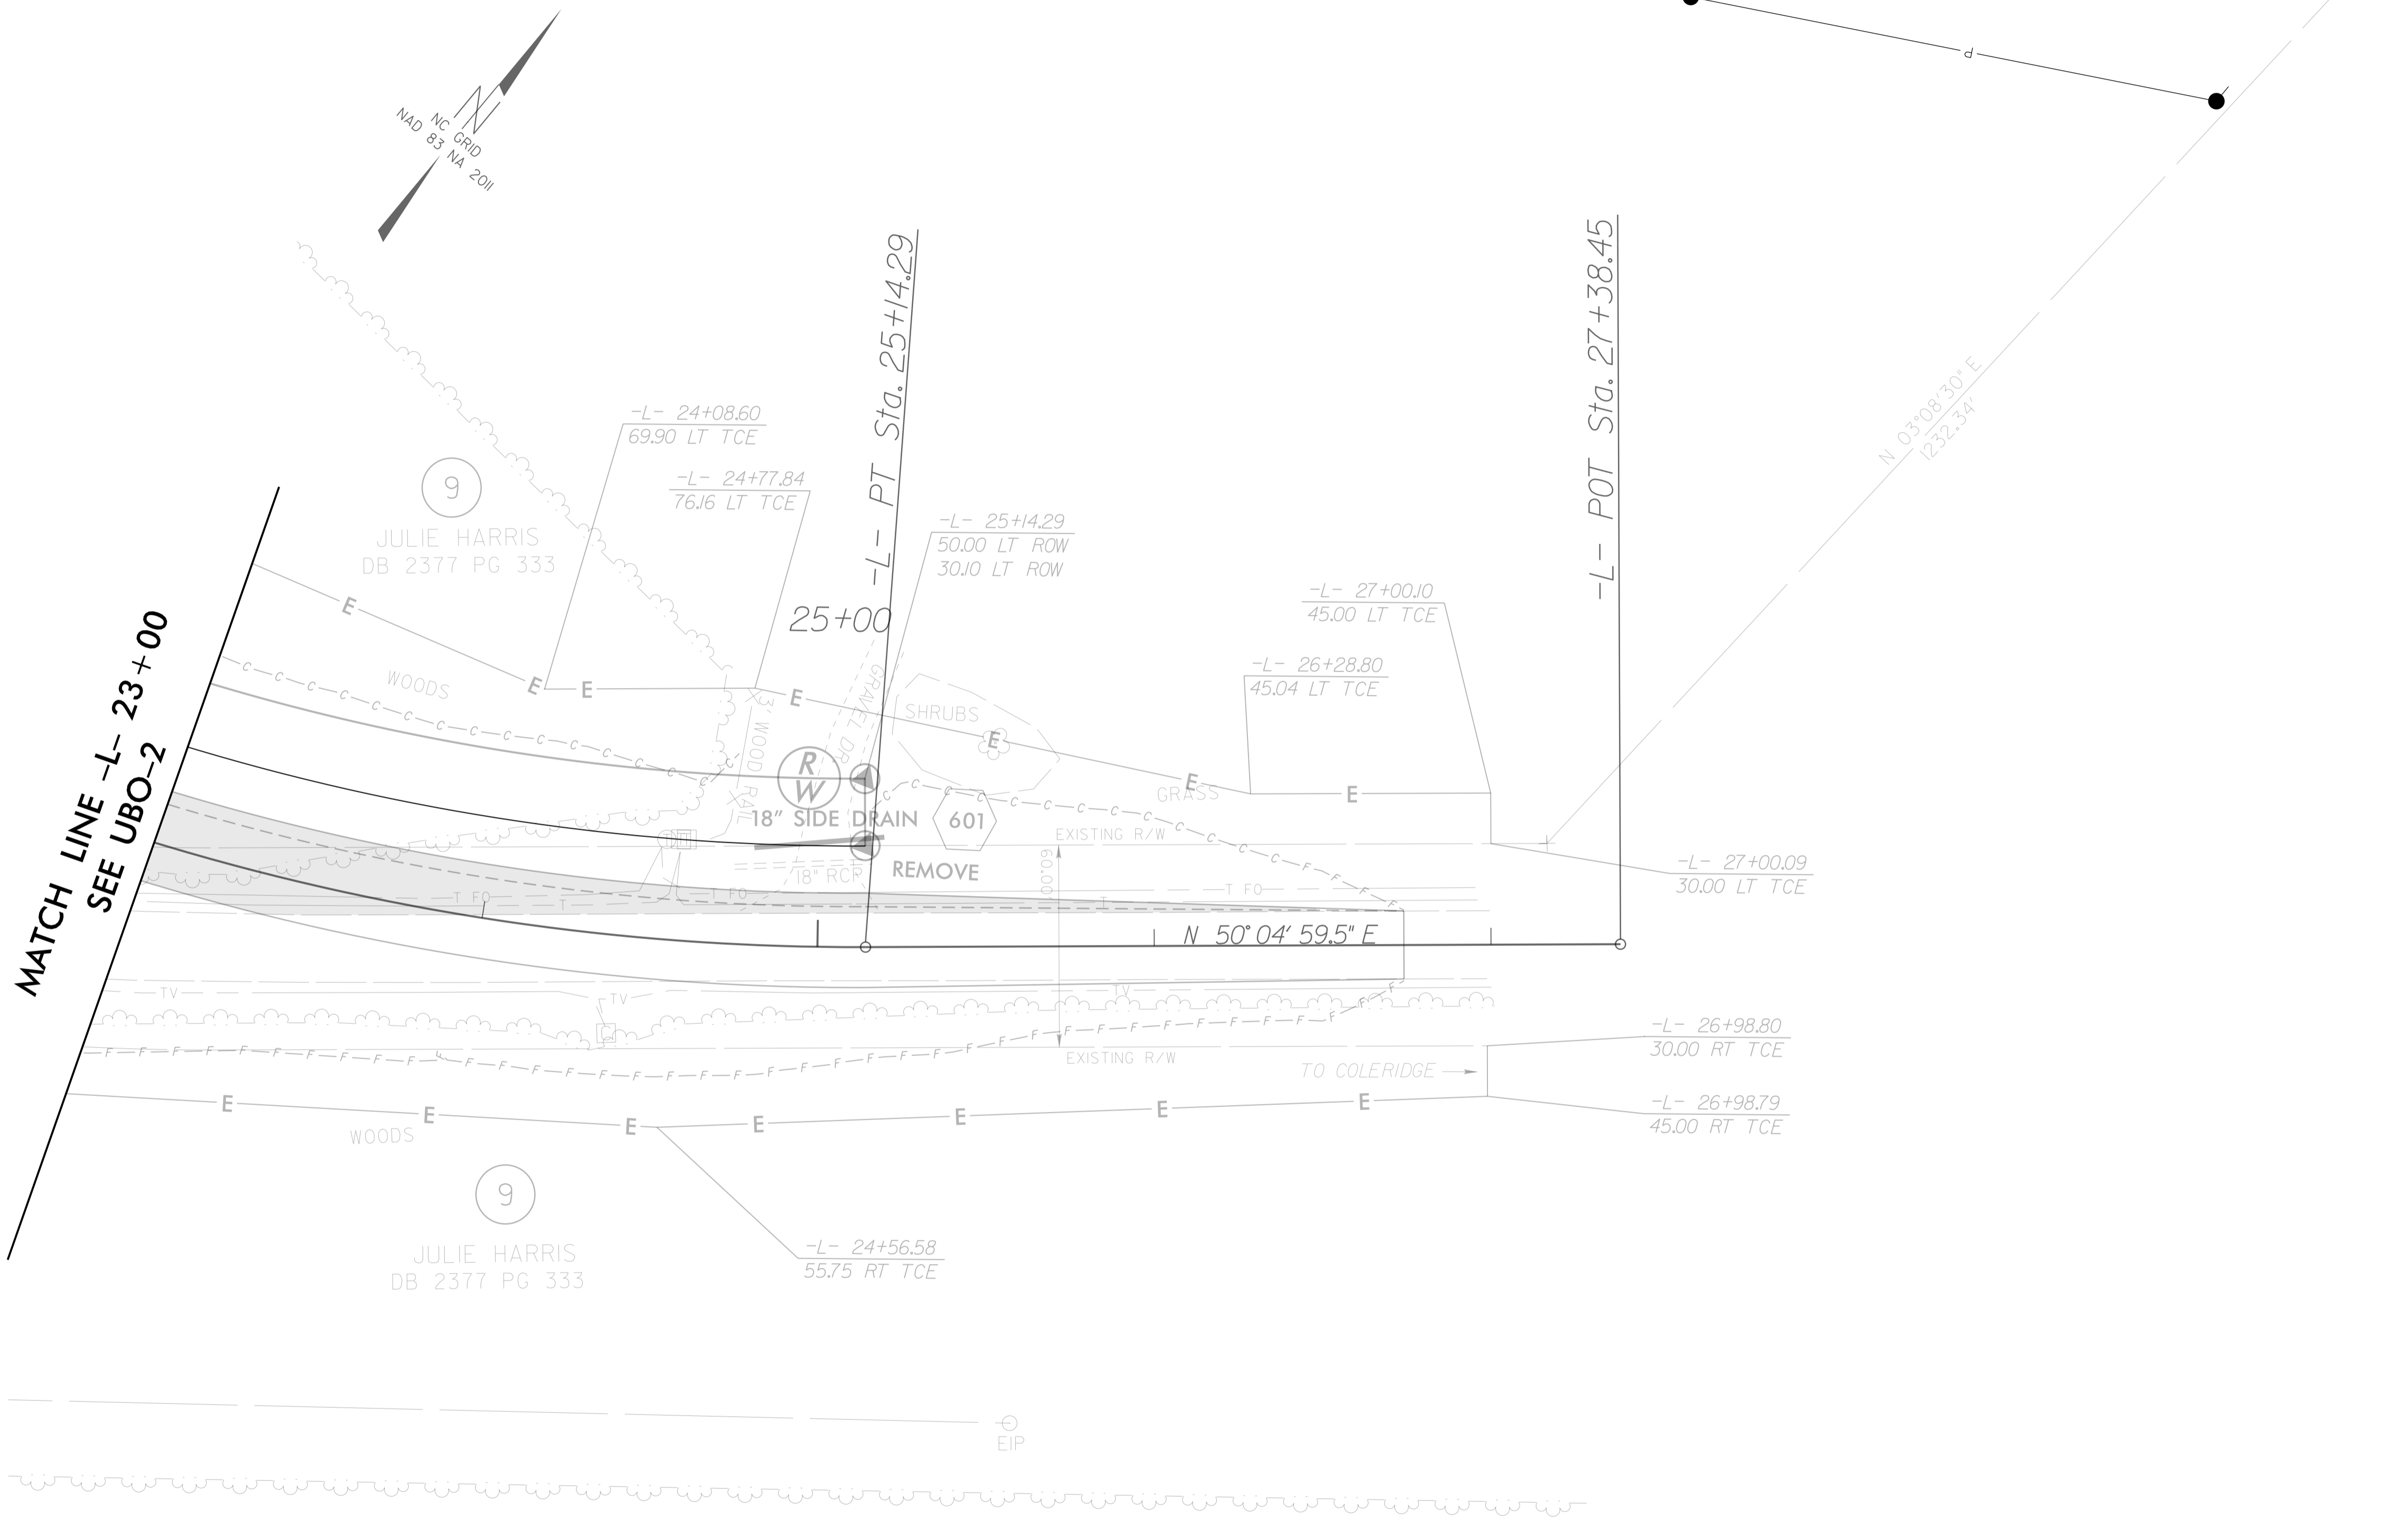 NC GRID
NAD 83 NA 2011
P
-L- PT Sta. 25+14.29
-L- POT Sta. 27+38.45
N 03°08'30" E
1232.34'
-L- 24+08.60
69.90 LT TCE
-L- 24+77.84
76.16 LT TCE
-L- 25+14.29
50.00 LT ROW
30.10 LT ROW
9
JULIE HARRIS
DB 2377 PG 333
-L- 27+00.10
45.00 LT TCE
-L- 26+28.80
45.04 LT TCE
25+00
MATCH LINE -L- 23+00
SEE UBO-2
WOODS
GRAVEL DR
SHRUBS
3' WOOD RAIL
GRASS
R
W
18" SIDE DRAIN
601
EXISTING R/W
60.00'
18" RCP
REMOVE
-L- 27+00.09
30.00 LT TCE
T FO
T FO
T FO
T
T
N 50°04'59.5" E
TV
TV
TV
EXISTING R/W
TO COLERIDGE
-L- 26+98.80
30.00 RT TCE
-L- 26+98.79
45.00 RT TCE
E E E E E E E
WOODS
9
JULIE HARRIS
DB 2377 PG 333
-L- 24+56.58
55.75 RT TCE
EIP